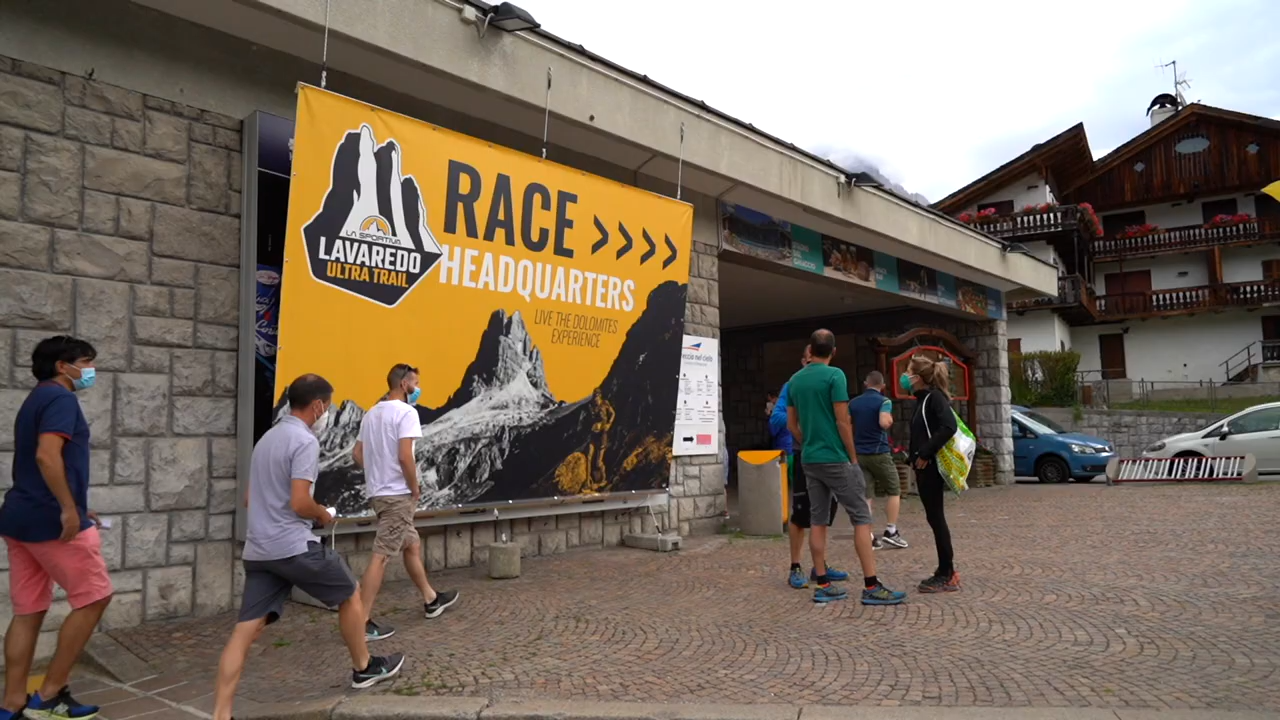 RACE >>>>
HEADQUARTERS
LIVE THE DOLOMITES
EXPERIENCE
LA SPORTIVA
LAVAREDO
ULTRA TRAIL